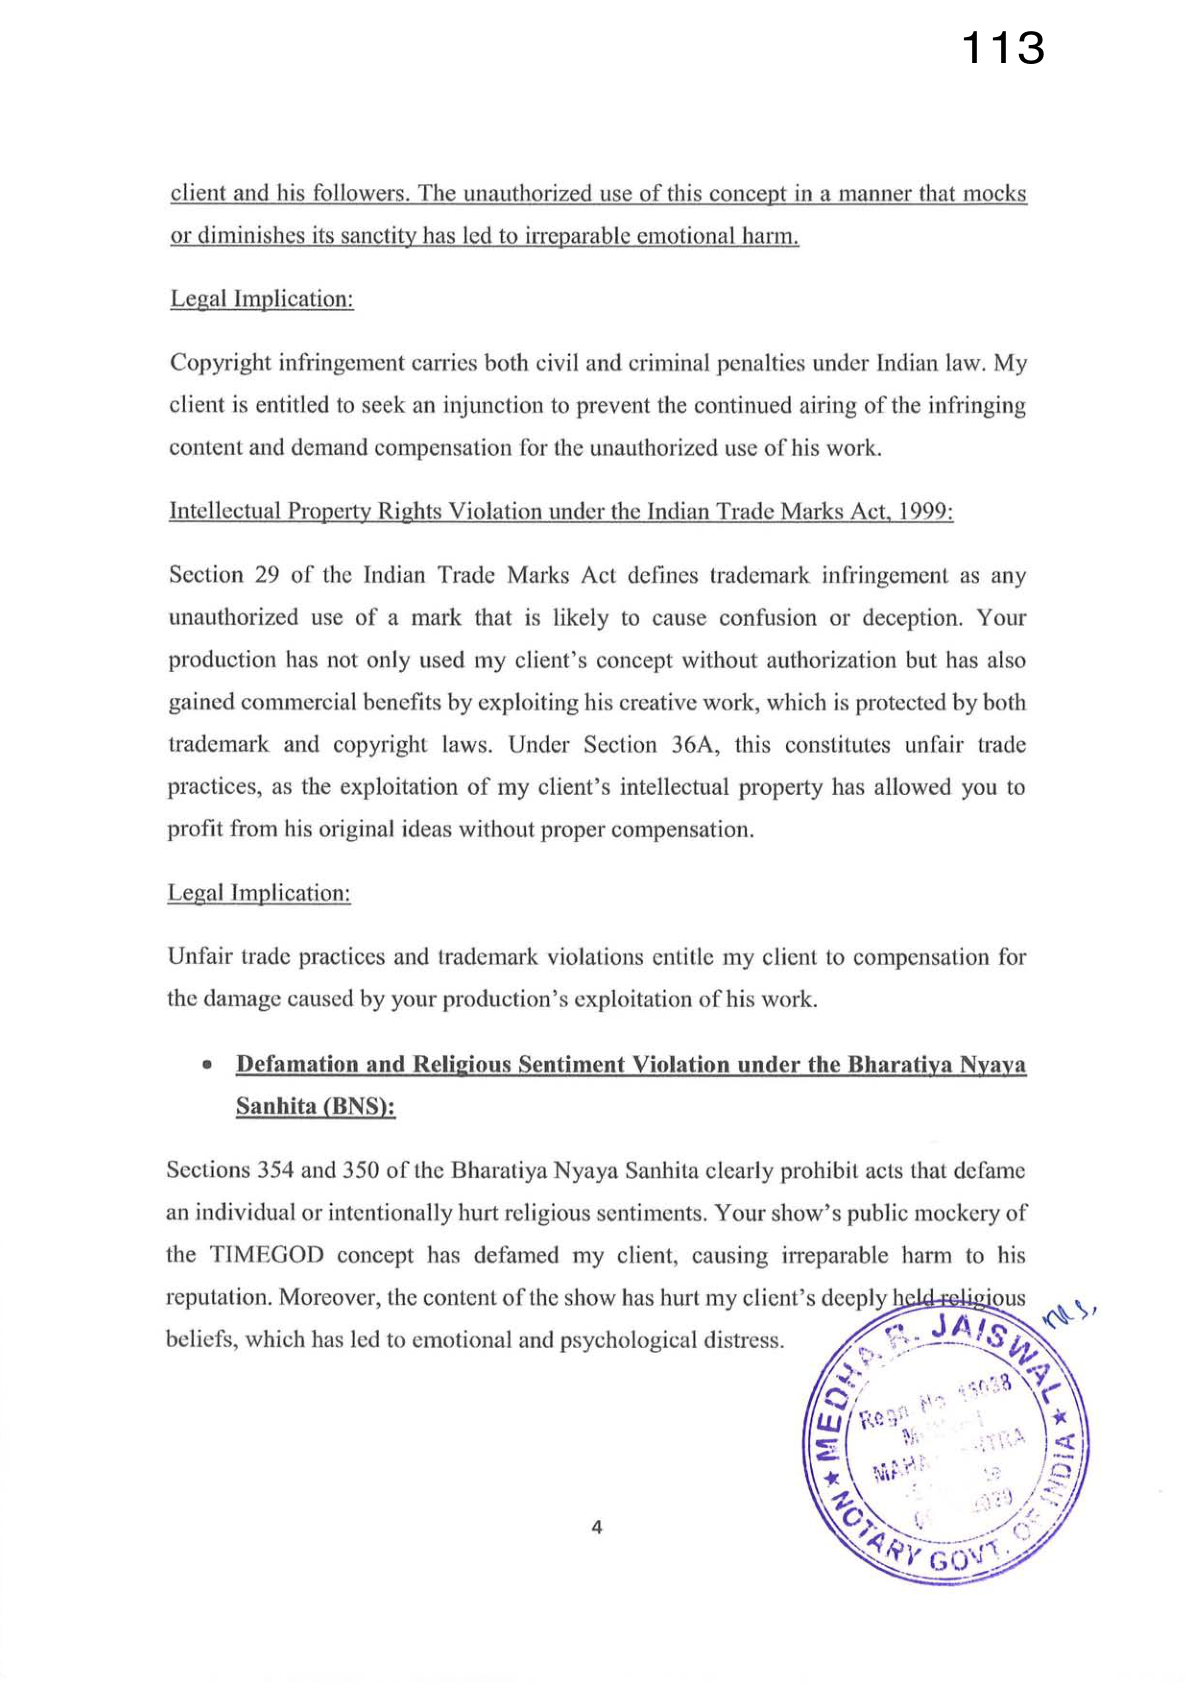 113
client and his followers. The unauthorized use of this concept in a manner that mocks
or diminishes its sanctity has led to irreparable emotional harm.
Legal Implication:
Copyright infringement carries both civil and criminal penalties under Indian law. My
client is entitled to seek an injunction to prevent the continued airing of the infringing
content and demand compensation for the unauthorized use of his work.
Intellectual Property Rights Violation under the Indian Trade Marks Act, 1999:
Section 29 of the Indian Trade Marks Act defines trademark infringement as any
unauthorized use of a mark that is likely to cause confusion or deception. Your
production has not only used my client’s concept without authorization but has also
gained commercial benefits by exploiting his creative work, which is protected by both
trademark and copyright laws. Under Section 36A, this constitutes unfair trade
practices, as the exploitation of my client’s intellectual property has allowed you to
profit from his original ideas without proper compensation.
Legal Implication:
Unfair trade practices and trademark violations entitle my client to compensation for
the damage caused by your production’s exploitation of his work.
• Defamation and Religious Sentiment Violation under the Bharatiya Nyaya
Sanhita (BNS):
Sections 354 and 350 of the Bharatiya Nyaya Sanhita clearly prohibit acts that defame
an individual or intentionally hurt religious sentiments. Your show’s public mockery of
the TIMEGOD concept has defamed my client, causing irreparable harm to his
reputation. Moreover, the content of the show has hurt my client’s deeply held religious
beliefs, which has led to emotional and psychological distress.
MEDHA R. JAISWAL
Regn No
NOTARY GOVT. OF INDIA
4